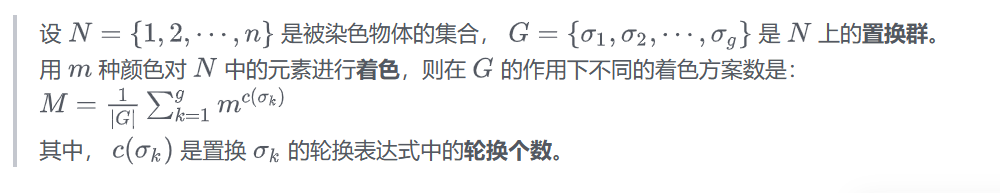 设 $N = \{1, 2, \cdots, n\}$ 是被染色物体的集合， $G = \{\sigma_1, \sigma_2, \cdots, \sigma_g\}$ 是 $N$ 上的置换群。
用 $m$ 种颜色对 $N$ 中的元素进行着色，则在 $G$ 的作用下不同的着色方案数是：
$M = \frac{1}{|G|} \sum_{k=1}^{g} m^{c(\sigma_k)}$
其中， $c(\sigma_k)$ 是置换 $\sigma_k$ 的轮换表达式中的轮换个数。